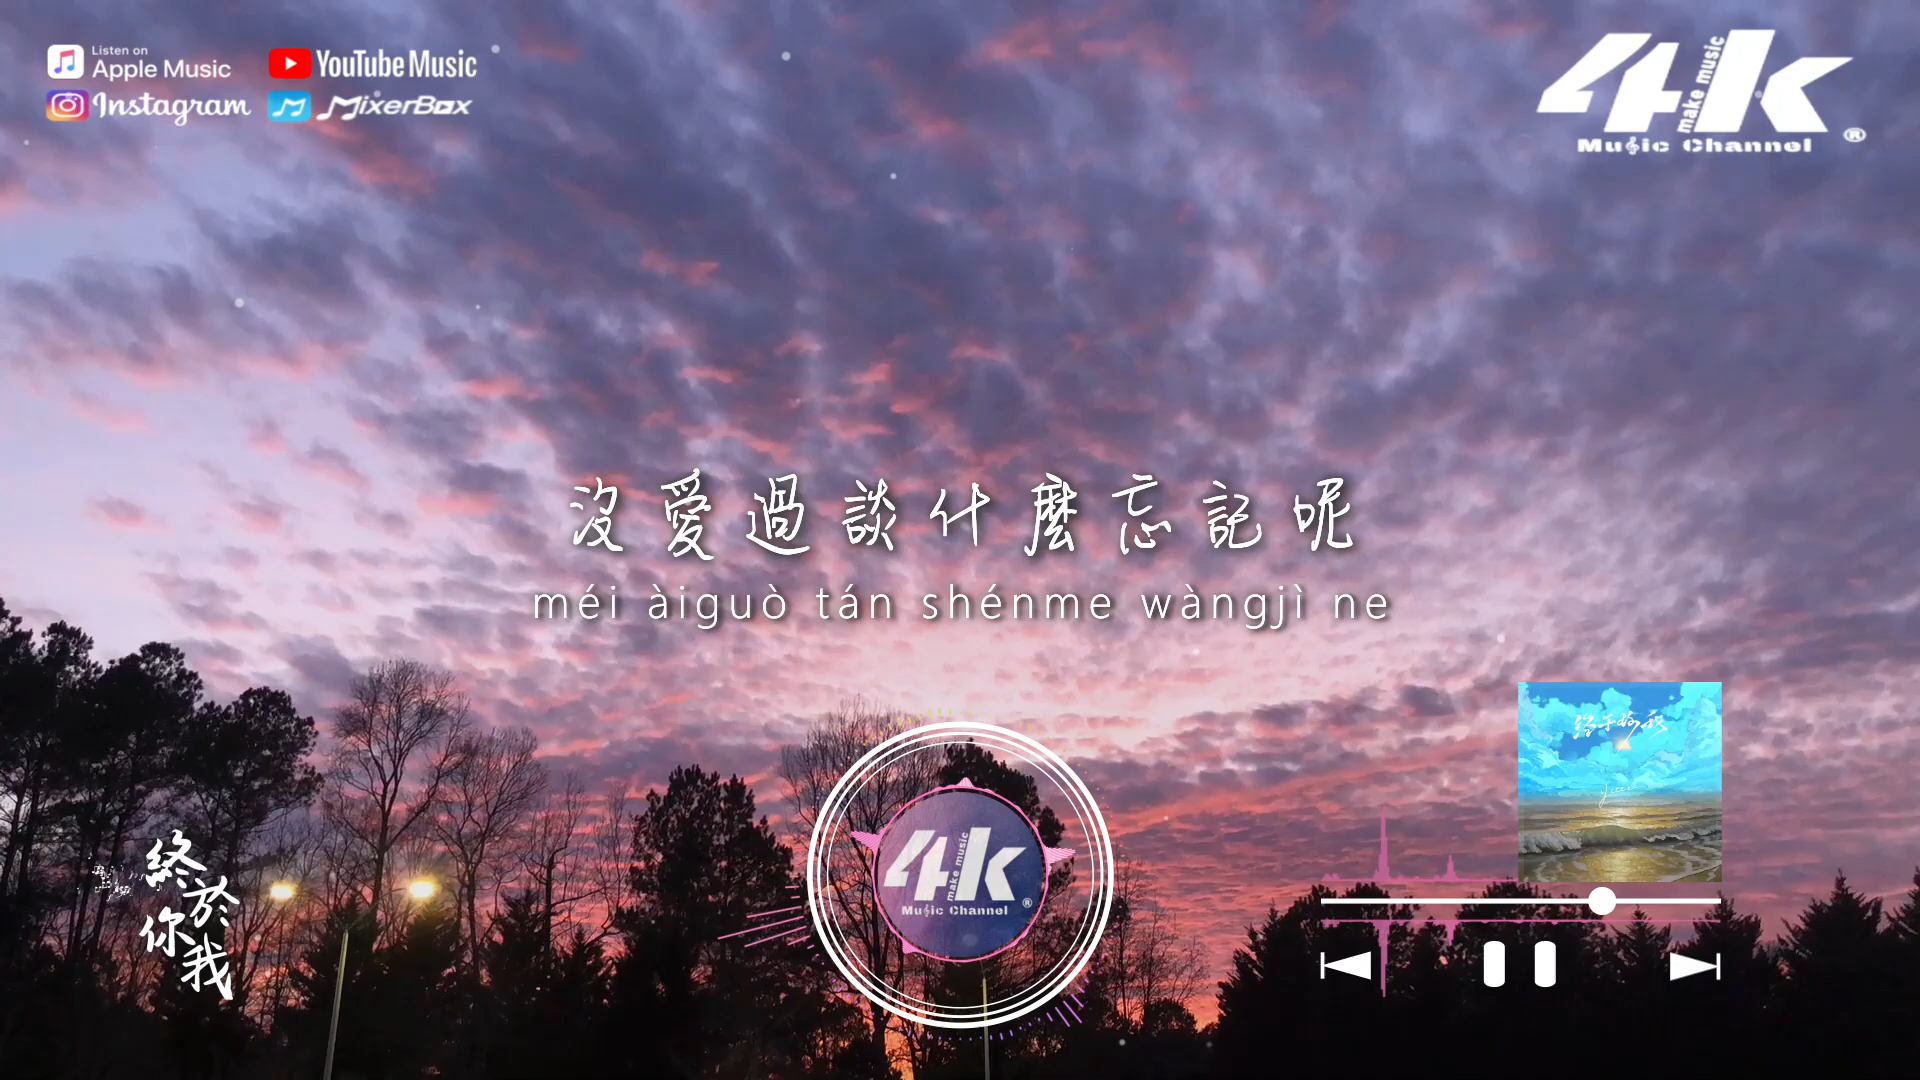 Listen on
Apple Music
YouTube Music
Instagram
MixerBox
4k
make music
Music Channel ®
沒愛過談什麼忘記呢
méi àiguò tán shénme wàngjì ne
4k
make music
Music Channel ®
終於
你我